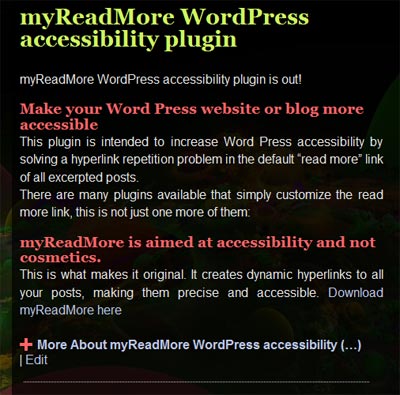 myReadMore WordPress
accessibility plugin
myReadMore WordPress accessibility plugin is out!
Make your Word Press website or blog more
accessible
This plugin is intended to increase Word Press accessibility by
solving a hyperlink repetition problem in the default “read more” link
of all excerpted posts.
There are many plugins available that simply customize the read
more link, this is not just one more of them:
myReadMore is aimed at accessibility and not
cosmetics.
This is what makes it original. It creates dynamic hyperlinks to all
your posts, making them precise and accessible. Download
myReadMore here
More About myReadMore WordPress accessibility (...)
| Edit